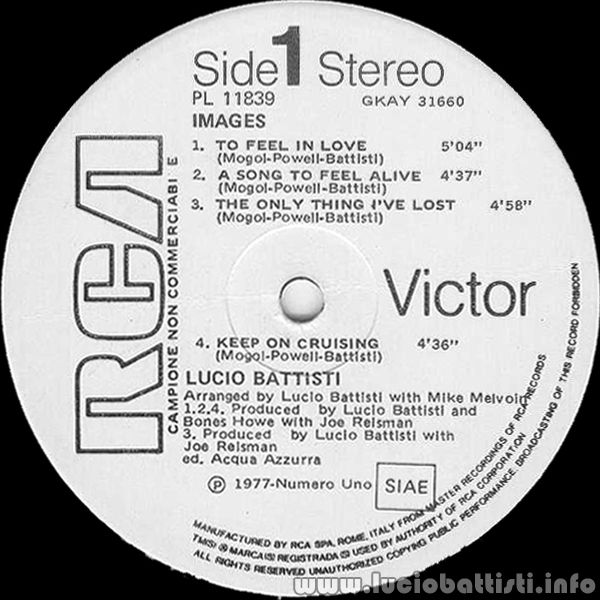 Side 1 Stereo
PL 11839 GKAY 31660
IMAGES
1. TO FEEL IN LOVE 5'04"
(Mogol-Powell-Battisti)
2. A SONG TO FEEL ALIVE 4'37"
(Mogol-Powell-Battisti)
3. THE ONLY THING I'VE LOST 4'58"
(Mogol-Powell-Battisti)
RCA
CAMPIONE NON COMMERCIABILE
Victor
4. KEEP ON CRUISING 4'36"
(Mogol-Powell-Battisti)
LUCIO BATTISTI
Arranged by Lucio Battisti with Mike Melvoin
1.2.4. Produced by Lucio Battisti and
Bones Howe with Joe Reisman
3. Produced by Lucio Battisti with
Joe Reisman
ed. Acqua Azzurra
Ⓟ 1977-Numero Uno SIAE
MANUFACTURED BY RCA SPA, ROME, ITALY FROM MASTER RECORDINGS OF RCA RECORDS
TM(S) ® MARCA(S) REGISTRADA(S) USED BY AUTHORITY OF RCA CORPORATION
ALL RIGHTS RESERVED UNAUTHORIZED COPYING PUBLIC PERFORMANCE, BROADCASTING OF THIS RECORD FORBIDDEN
www.luciobattisti.info